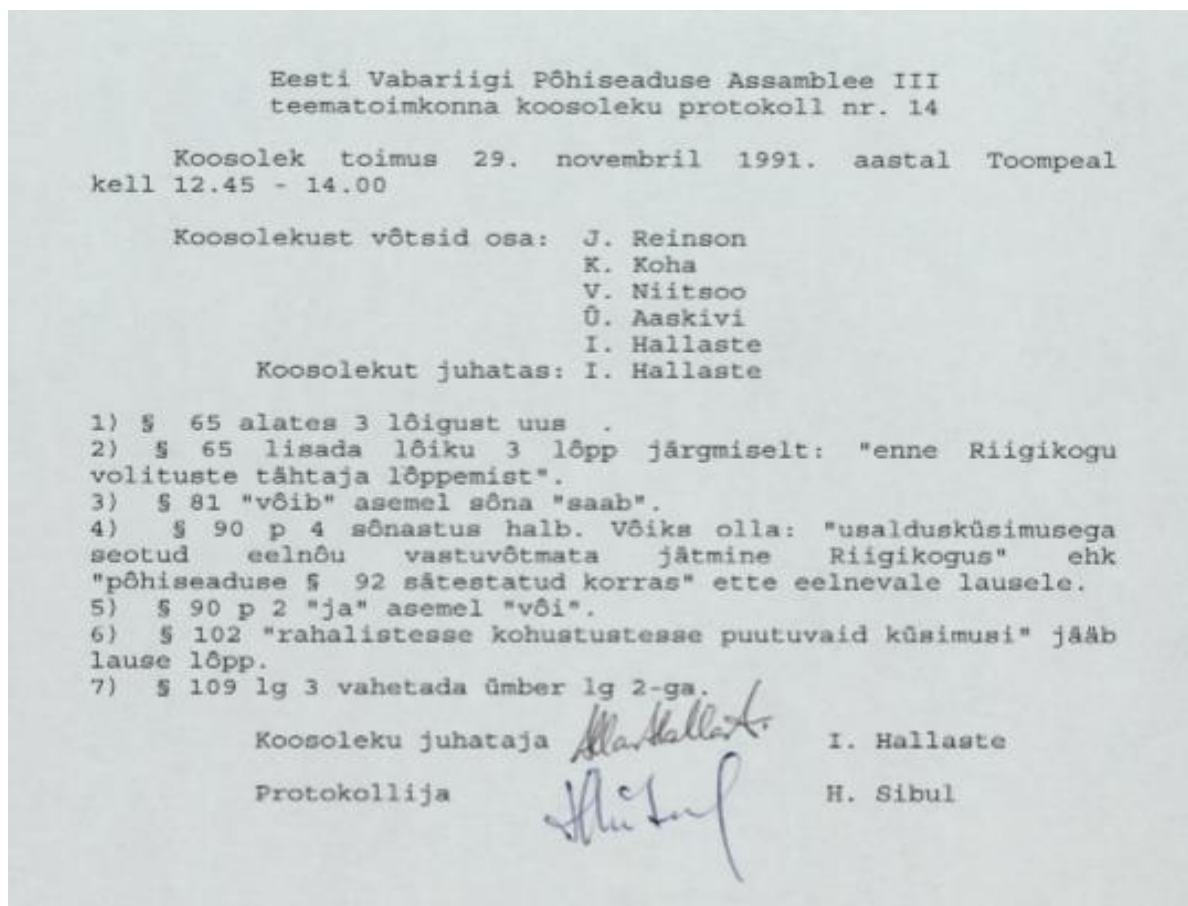 Eesti Vabariigi Põhiseaduse Assamblee III
teematoimkonna koosoleku protokoll nr. 14
Koosolek toimus 29. novembril 1991. aastal Toompeal
kell 12.45 - 14.00
Koosolekust võtsid osa: J. Reinson
K. Koha
V. Niitsoo
Ü. Aaskivi
I. Hallaste
Koosolekut juhatas: I. Hallaste
1) § 65 alates 3 lõigust uus .
2) § 65 lisada lõiku 3 lõpp järgmiselt: "enne Riigikogu
volituste tähtaja lõppemist".
3) § 81 "võib" asemel sõna "saab".
4) § 90 p 4 sõnastus halb. Võiks olla: "usaldusküsimusega
seotud eelnõu vastuvõtmata jätmine Riigikogus" ehk
"põhiseaduse § 92 sätestatud korras" ette eelnevale lausele.
5) § 90 p 2 "ja" asemel "või".
6) § 102 "rahalistesse kohustustesse puutuvaid küsimusi" jääb
lause lõpp.
7) § 109 lg 3 vahetada ümber lg 2-ga.
Koosoleku juhataja I. Hallaste
Protokollija H. Sibul